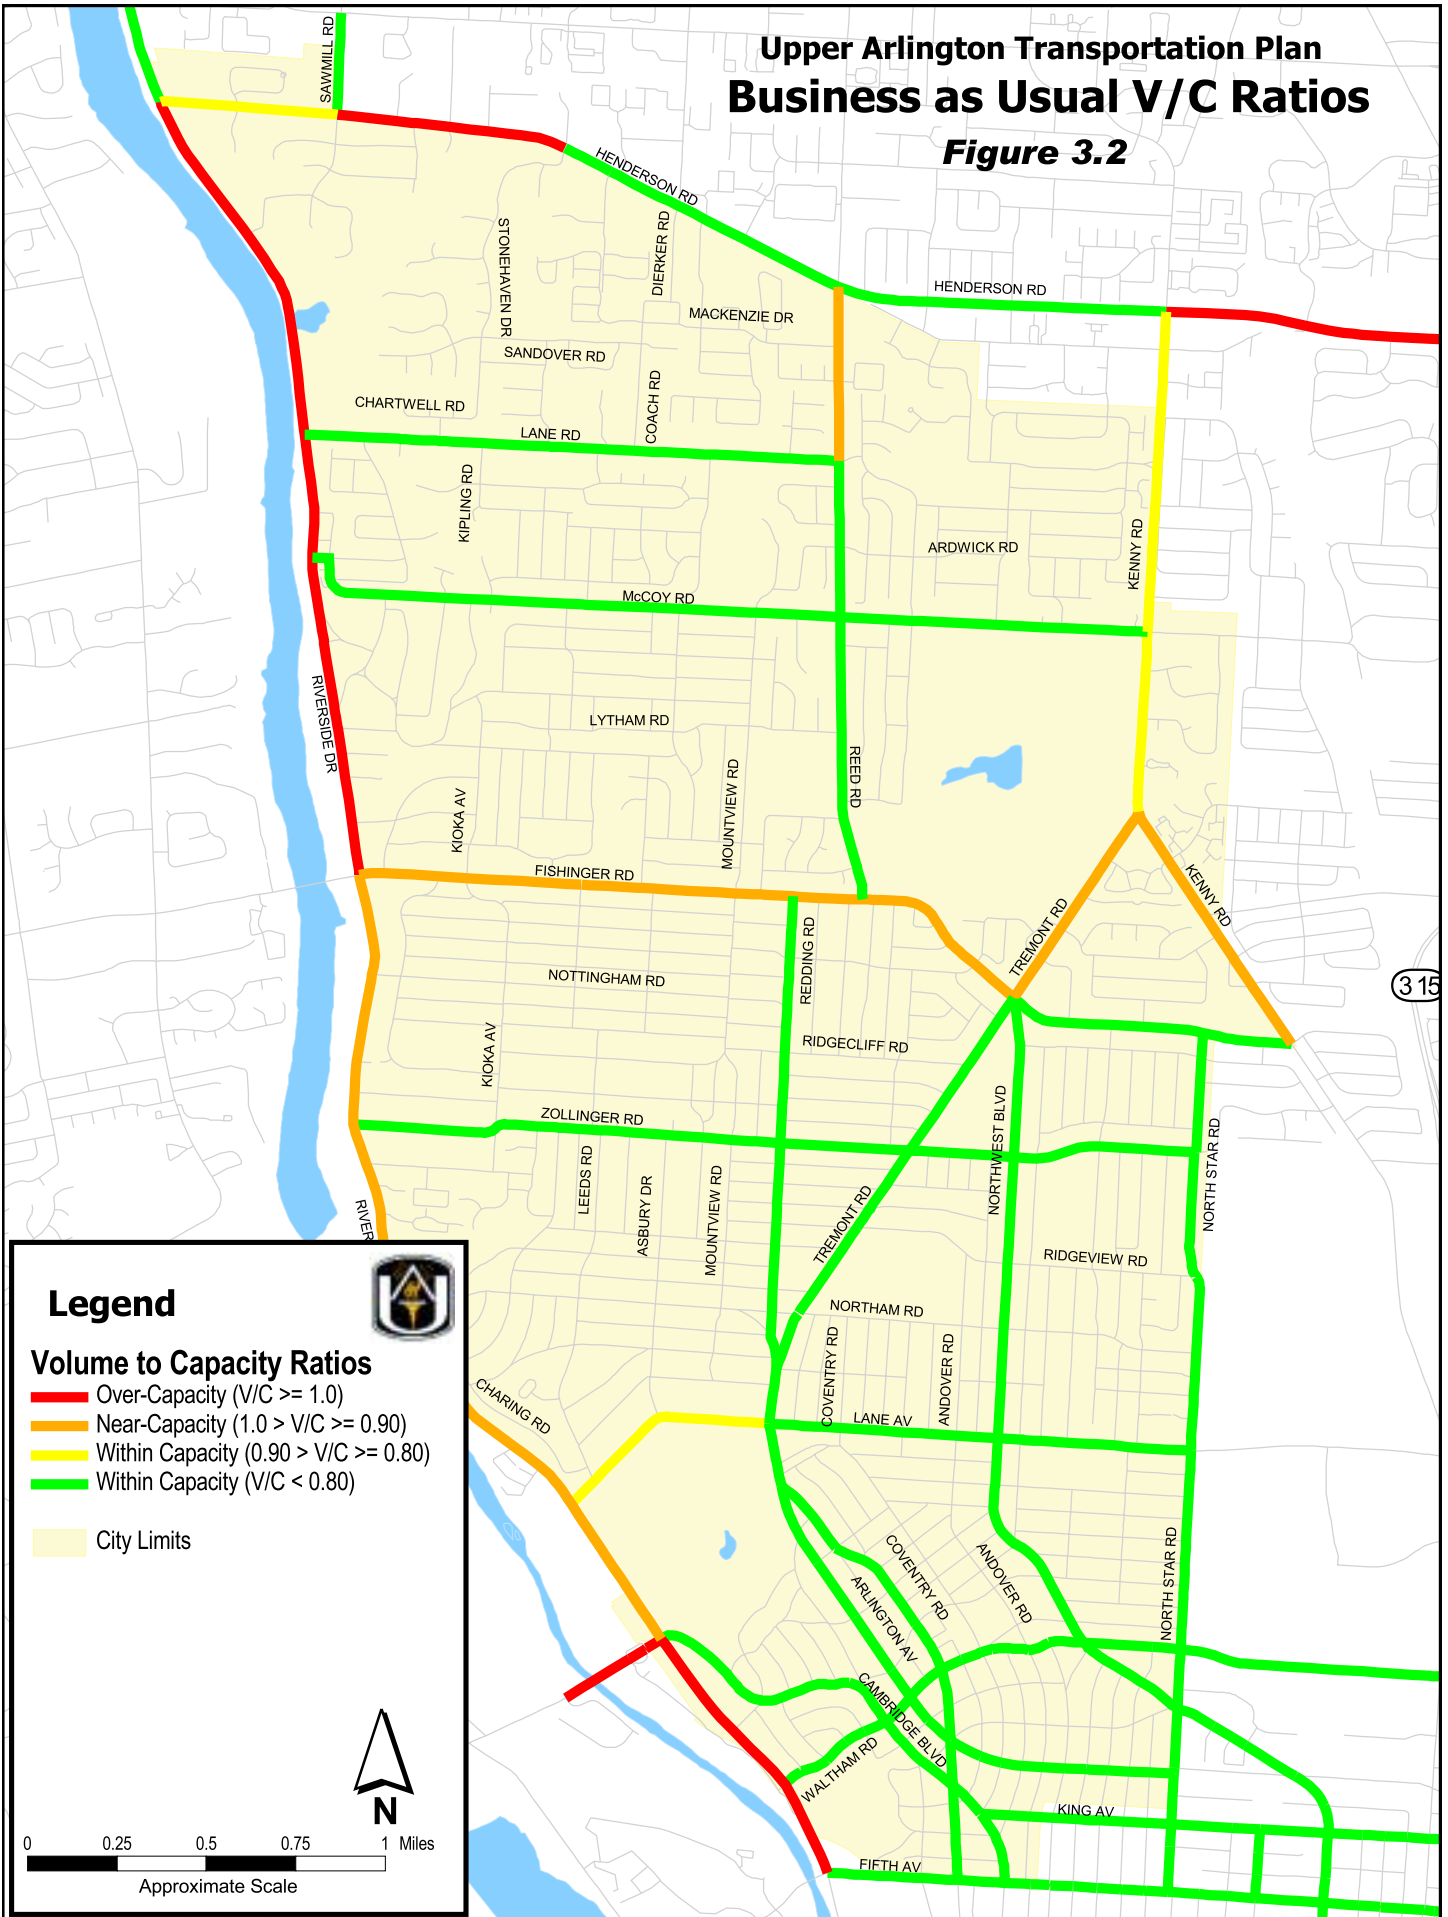 Upper Arlington Transportation Plan
Business as Usual V/C Ratios
Figure 3.2
SAWMILL RD
HENDERSON RD
STONEHAVEN DR
DIERKER RD
HENDERSON RD
MACKENZIE DR
SANDOVER RD
CHARTWELL RD
COACH RD
LANE RD
KIPLING RD
ARDWICK RD
KENNY RD
McCOY RD
RIVERSIDE DR
LYTHAM RD
REED RD
MOUNTVIEW RD
KIOKA AV
FISHINGER RD
KENNY RD
TREMONT RD
REDDING RD
NOTTINGHAM RD
315
RIDGECLIFF RD
KIOKA AV
ZOLLINGER RD
NORTHWEST BLVD
NORTH STAR RD
LEEDS RD
ASBURY DR
MOUNTVIEW RD
TREMONT RD
RIVER
RIDGEVIEW RD
NORTHAM RD
COVENTRY RD
ANDOVER RD
CHARING RD
LANE AV
COVENTRY RD
ANDOVER RD
ARLINGTON AV
NORTH STAR RD
CAMBRIDGE BLVD
WALTHAM RD
KING AV
FIFTH AV
Legend
UA
Volume to Capacity Ratios
Over-Capacity (V/C >= 1.0)
Near-Capacity (1.0 > V/C >= 0.90)
Within Capacity (0.90 > V/C >= 0.80)
Within Capacity (V/C < 0.80)
City Limits
N
0 0.25 0.5 0.75 1 Miles
Approximate Scale